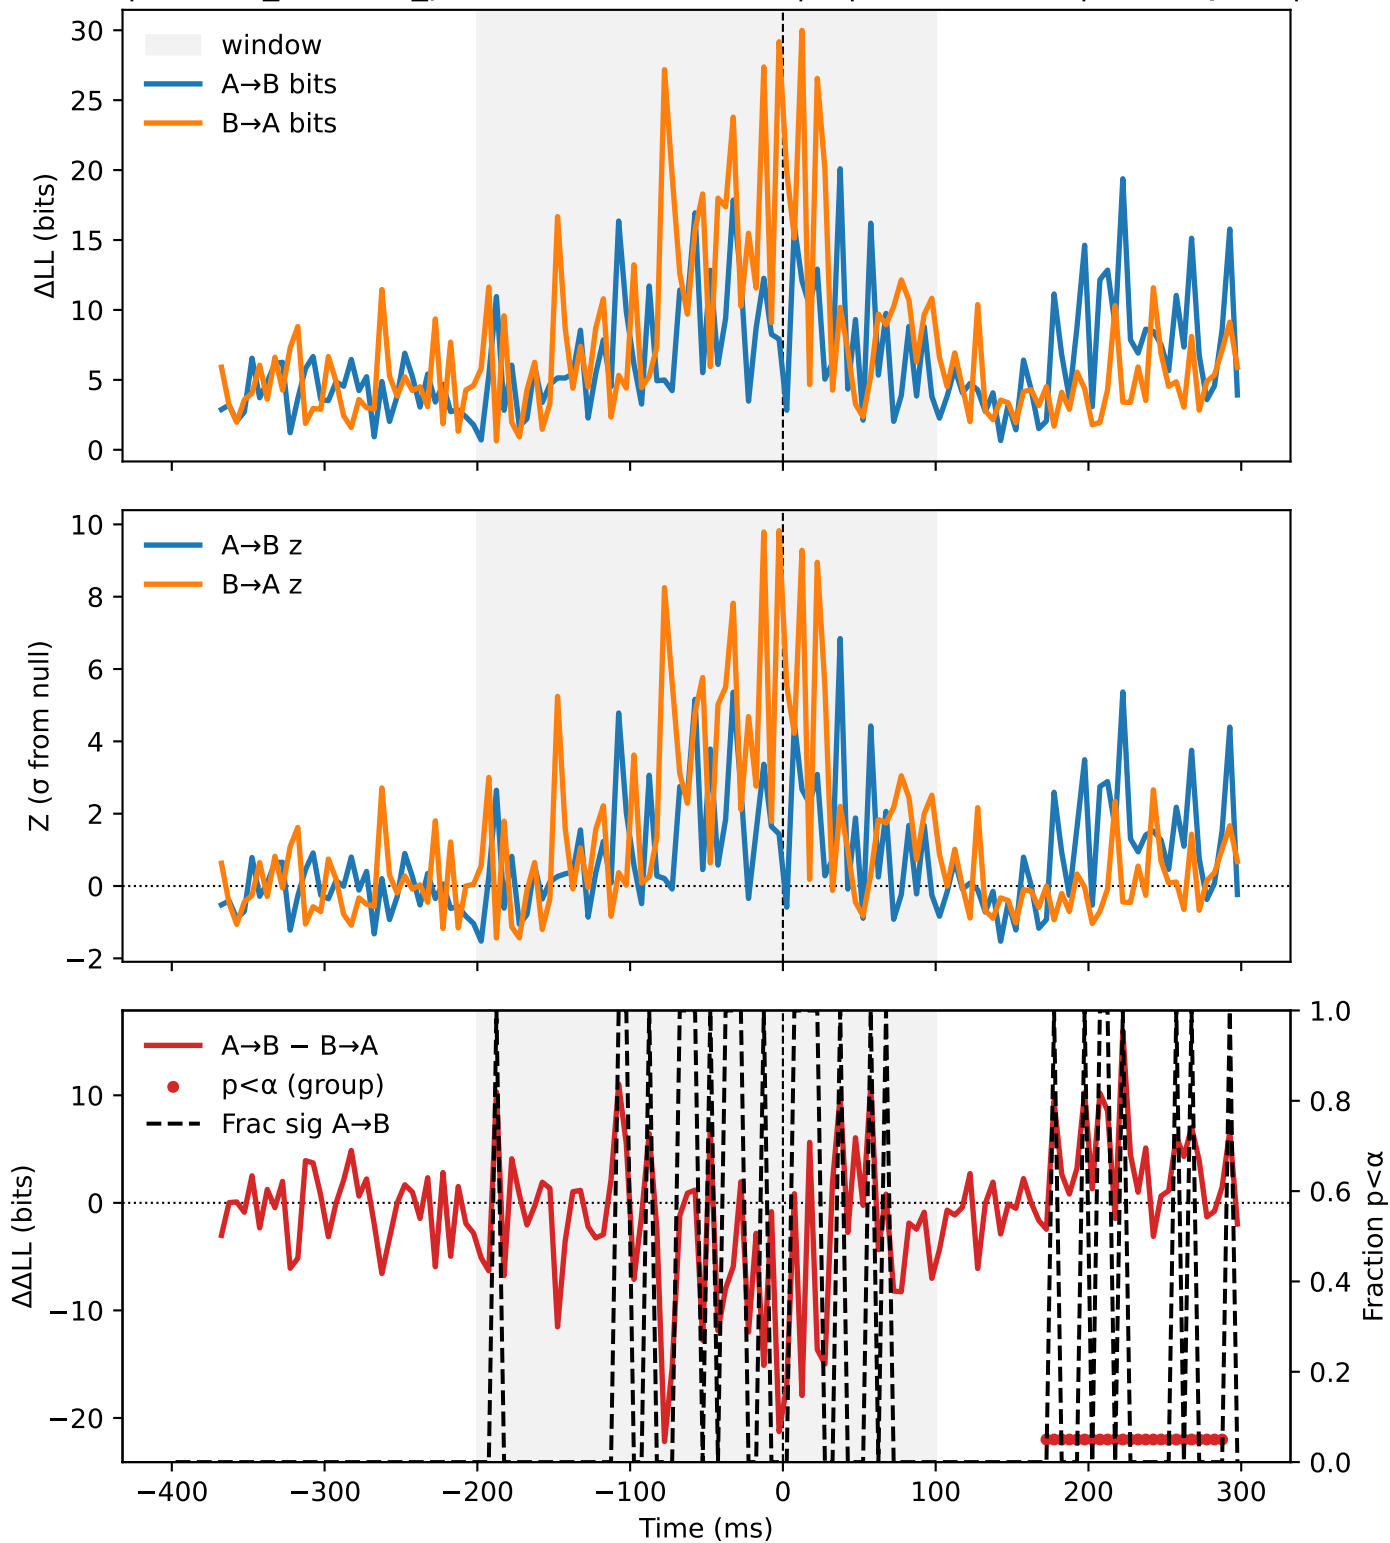 30
25
20
15
10
5
0
ΔLL (bits)
window
A→B bits
B→A bits
10
8
6
4
2
0
−2
Z (σ from null)
A→B z
B→A z
10
0
−10
−20
ΔΔLL (bits)
A→B − B→A
p<α (group)
Frac sig A→B
1.0
0.8
0.6
0.4
0.2
0.0
Fraction p<α
−400
−300
−200
−100
0
100
200
300
Time (ms)